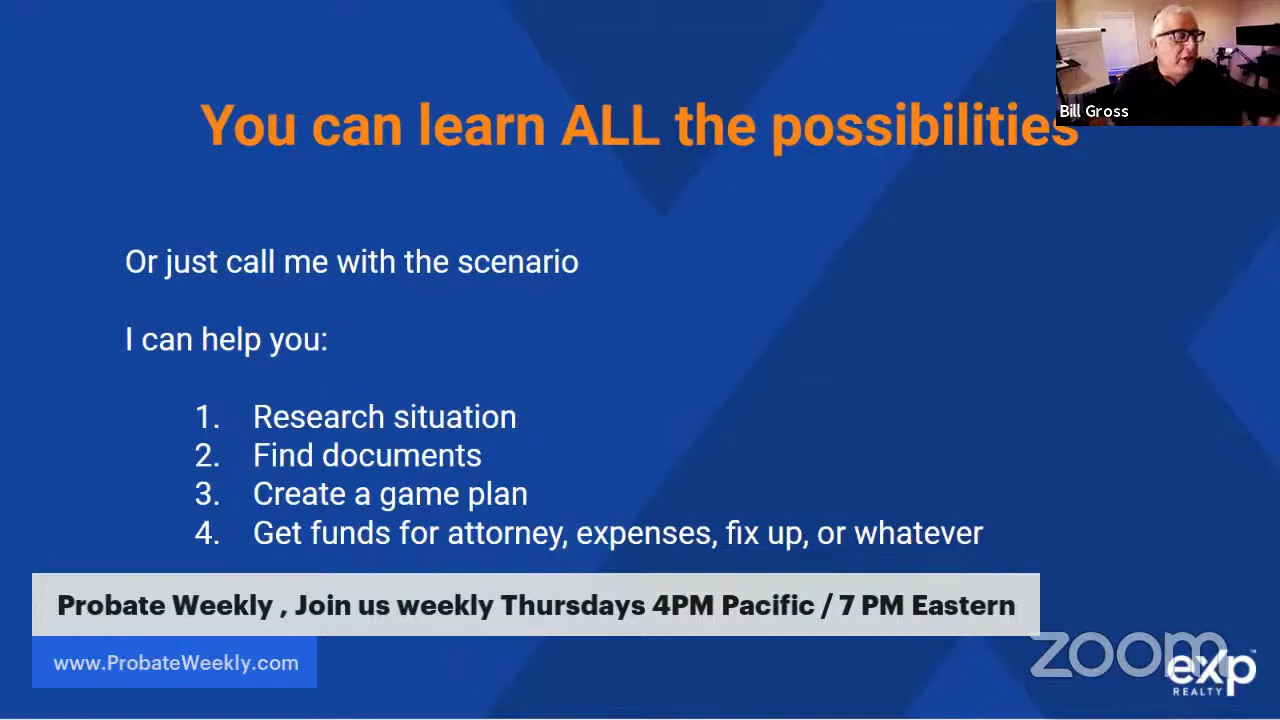 You can learn ALL the possibilities
Bill Gross
Or just call me with the scenario
I can help you:
1. Research situation
2. Find documents
3. Create a game plan
4. Get funds for attorney, expenses, fix up, or whatever
Probate Weekly , Join us weekly Thursdays 4PM Pacific / 7 PM Eastern
www.ProbateWeekly.com
zoom
eXp™
REALTY